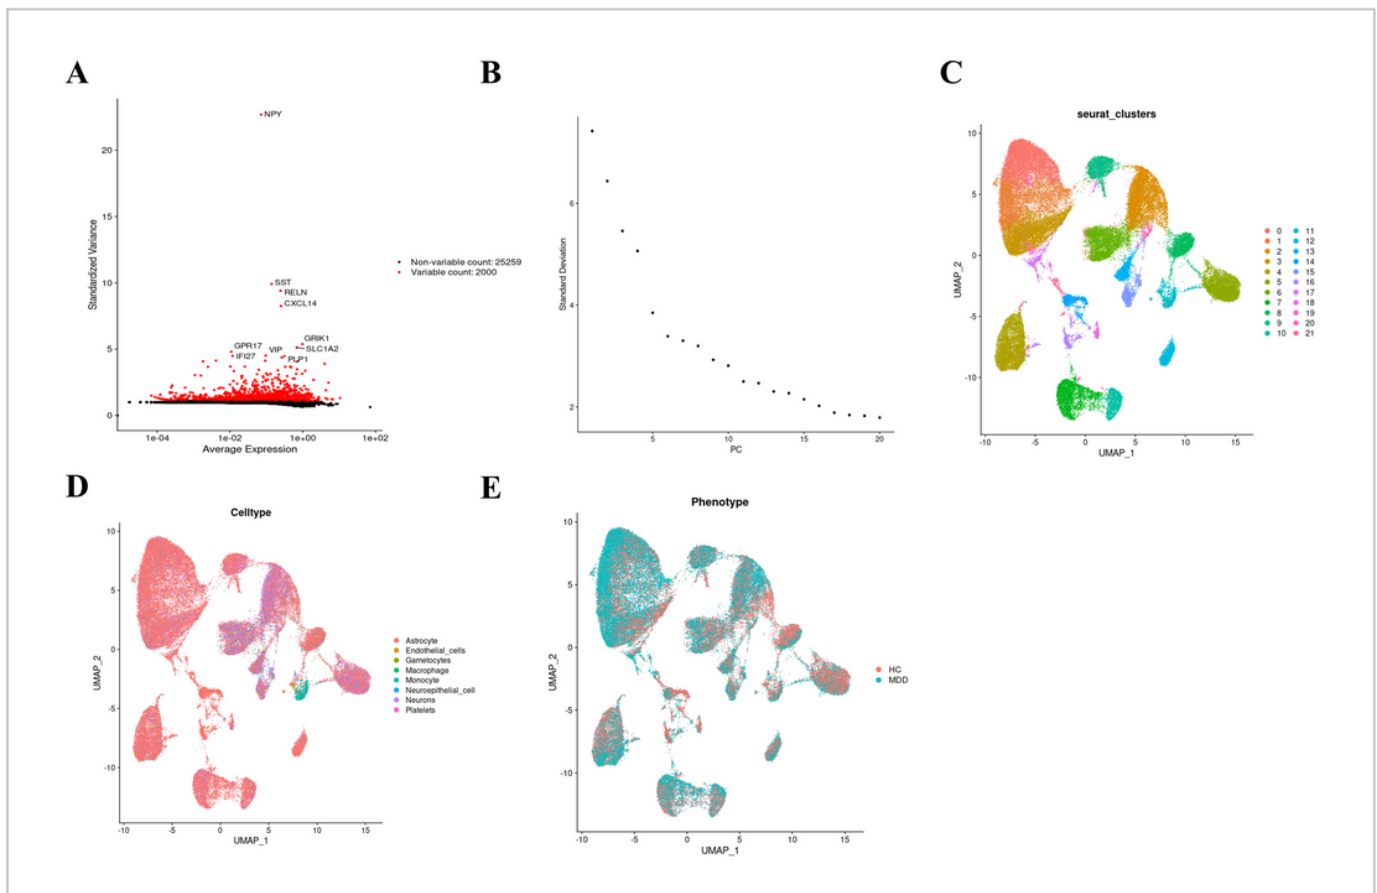 A
B
C
NPY
20
15
10
5
0
SST
RELN
CXCL14
GRIK1
GPR17
VIP
SLC1A2
IFI27
PLP1
Standardized Variance
1e-04
1e-02
1e+00
1e+02
Average Expression
Non-variable count: 25259
Variable count: 2000
6
4
2
Standard Deviation
5
10
15
20
PC
seurat_clusters
10
5
0
-5
-10
UMAP_2
-10
-5
0
5
10
15
UMAP_1
0
1
2
3
4
5
6
7
8
9
10
11
12
13
14
15
16
17
18
19
20
21
D
E
Celltype
10
5
0
-5
-10
UMAP_2
-10
-5
0
5
10
15
UMAP_1
Astrocyte
Endothelial_cells
Gametocytes
Macrophage
Monocyte
Neuroepithelial_cell
Neurons
Platelets
Phenotype
10
5
0
-5
-10
UMAP_2
-10
-5
0
5
10
15
UMAP_1
HC
MDD